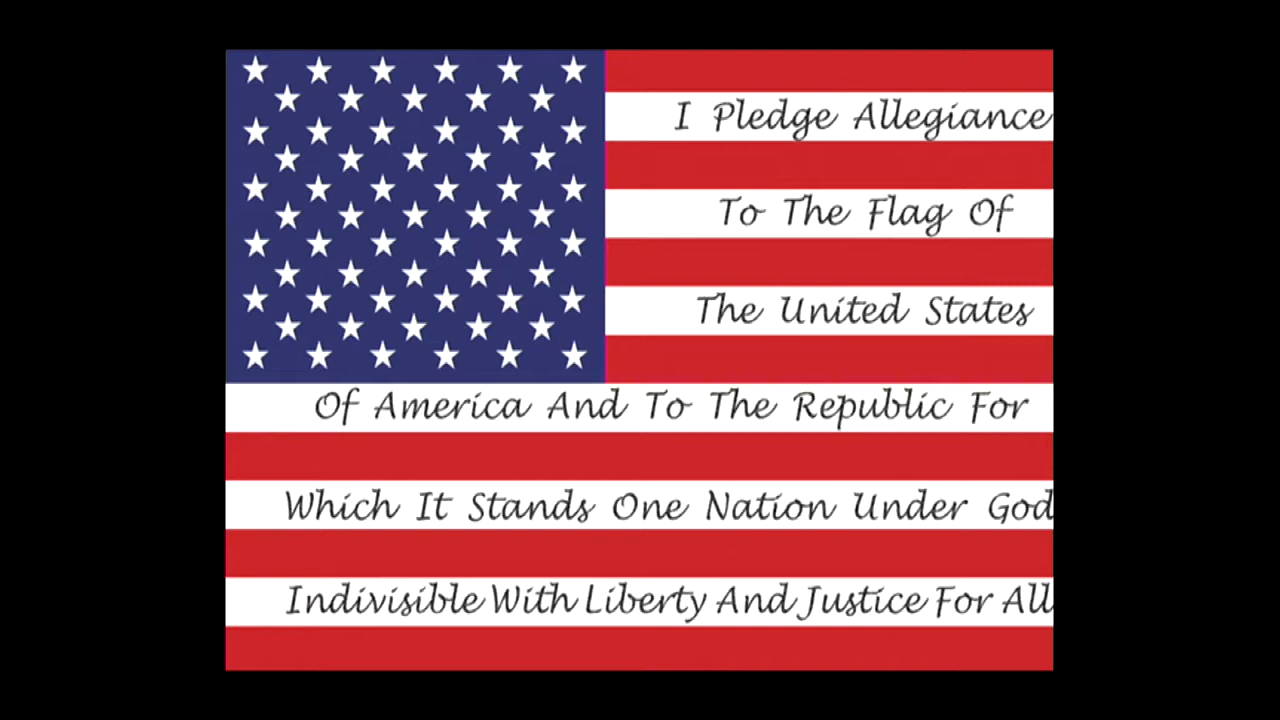 I Pledge Allegiance
To The Flag Of
The United States
Of America And To The Republic For
Which It Stands One Nation Under God
Indivisible With Liberty And Justice For All